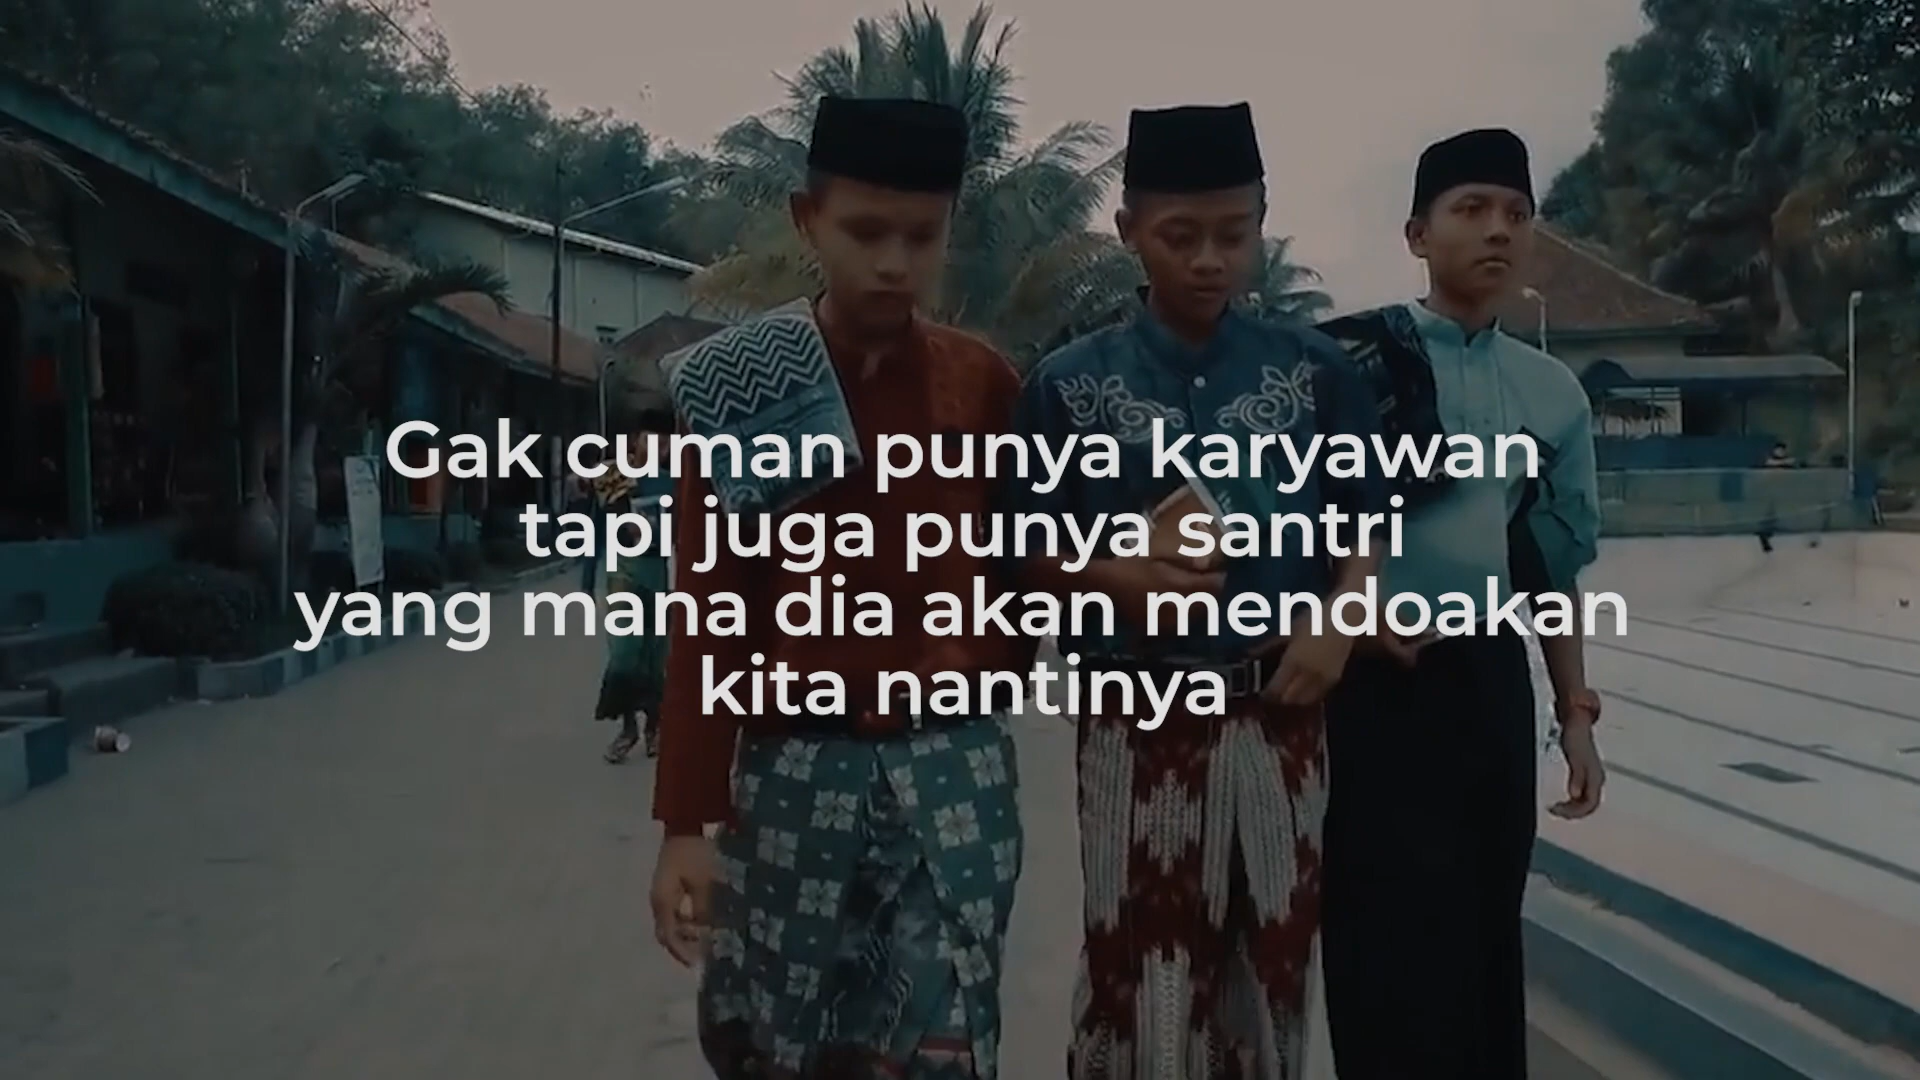 Gak cuman punya karyawan
tapi juga punya santri
yang mana dia akan mendoakan
kita nantinya